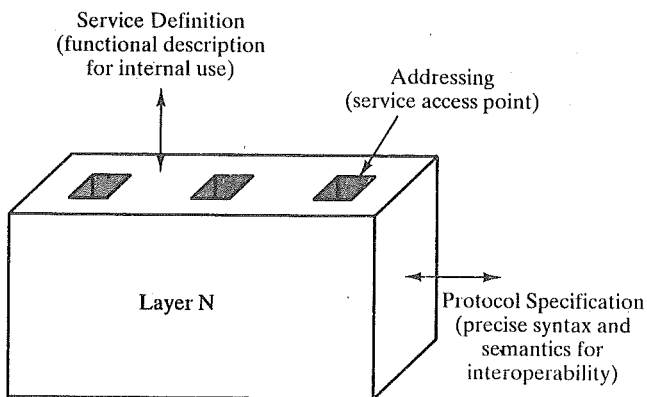 Service Definition
(functional description
for internal use)
Addressing
(service access point)
Layer N
Protocol Specification
(precise syntax and
semantics for
interoperability)